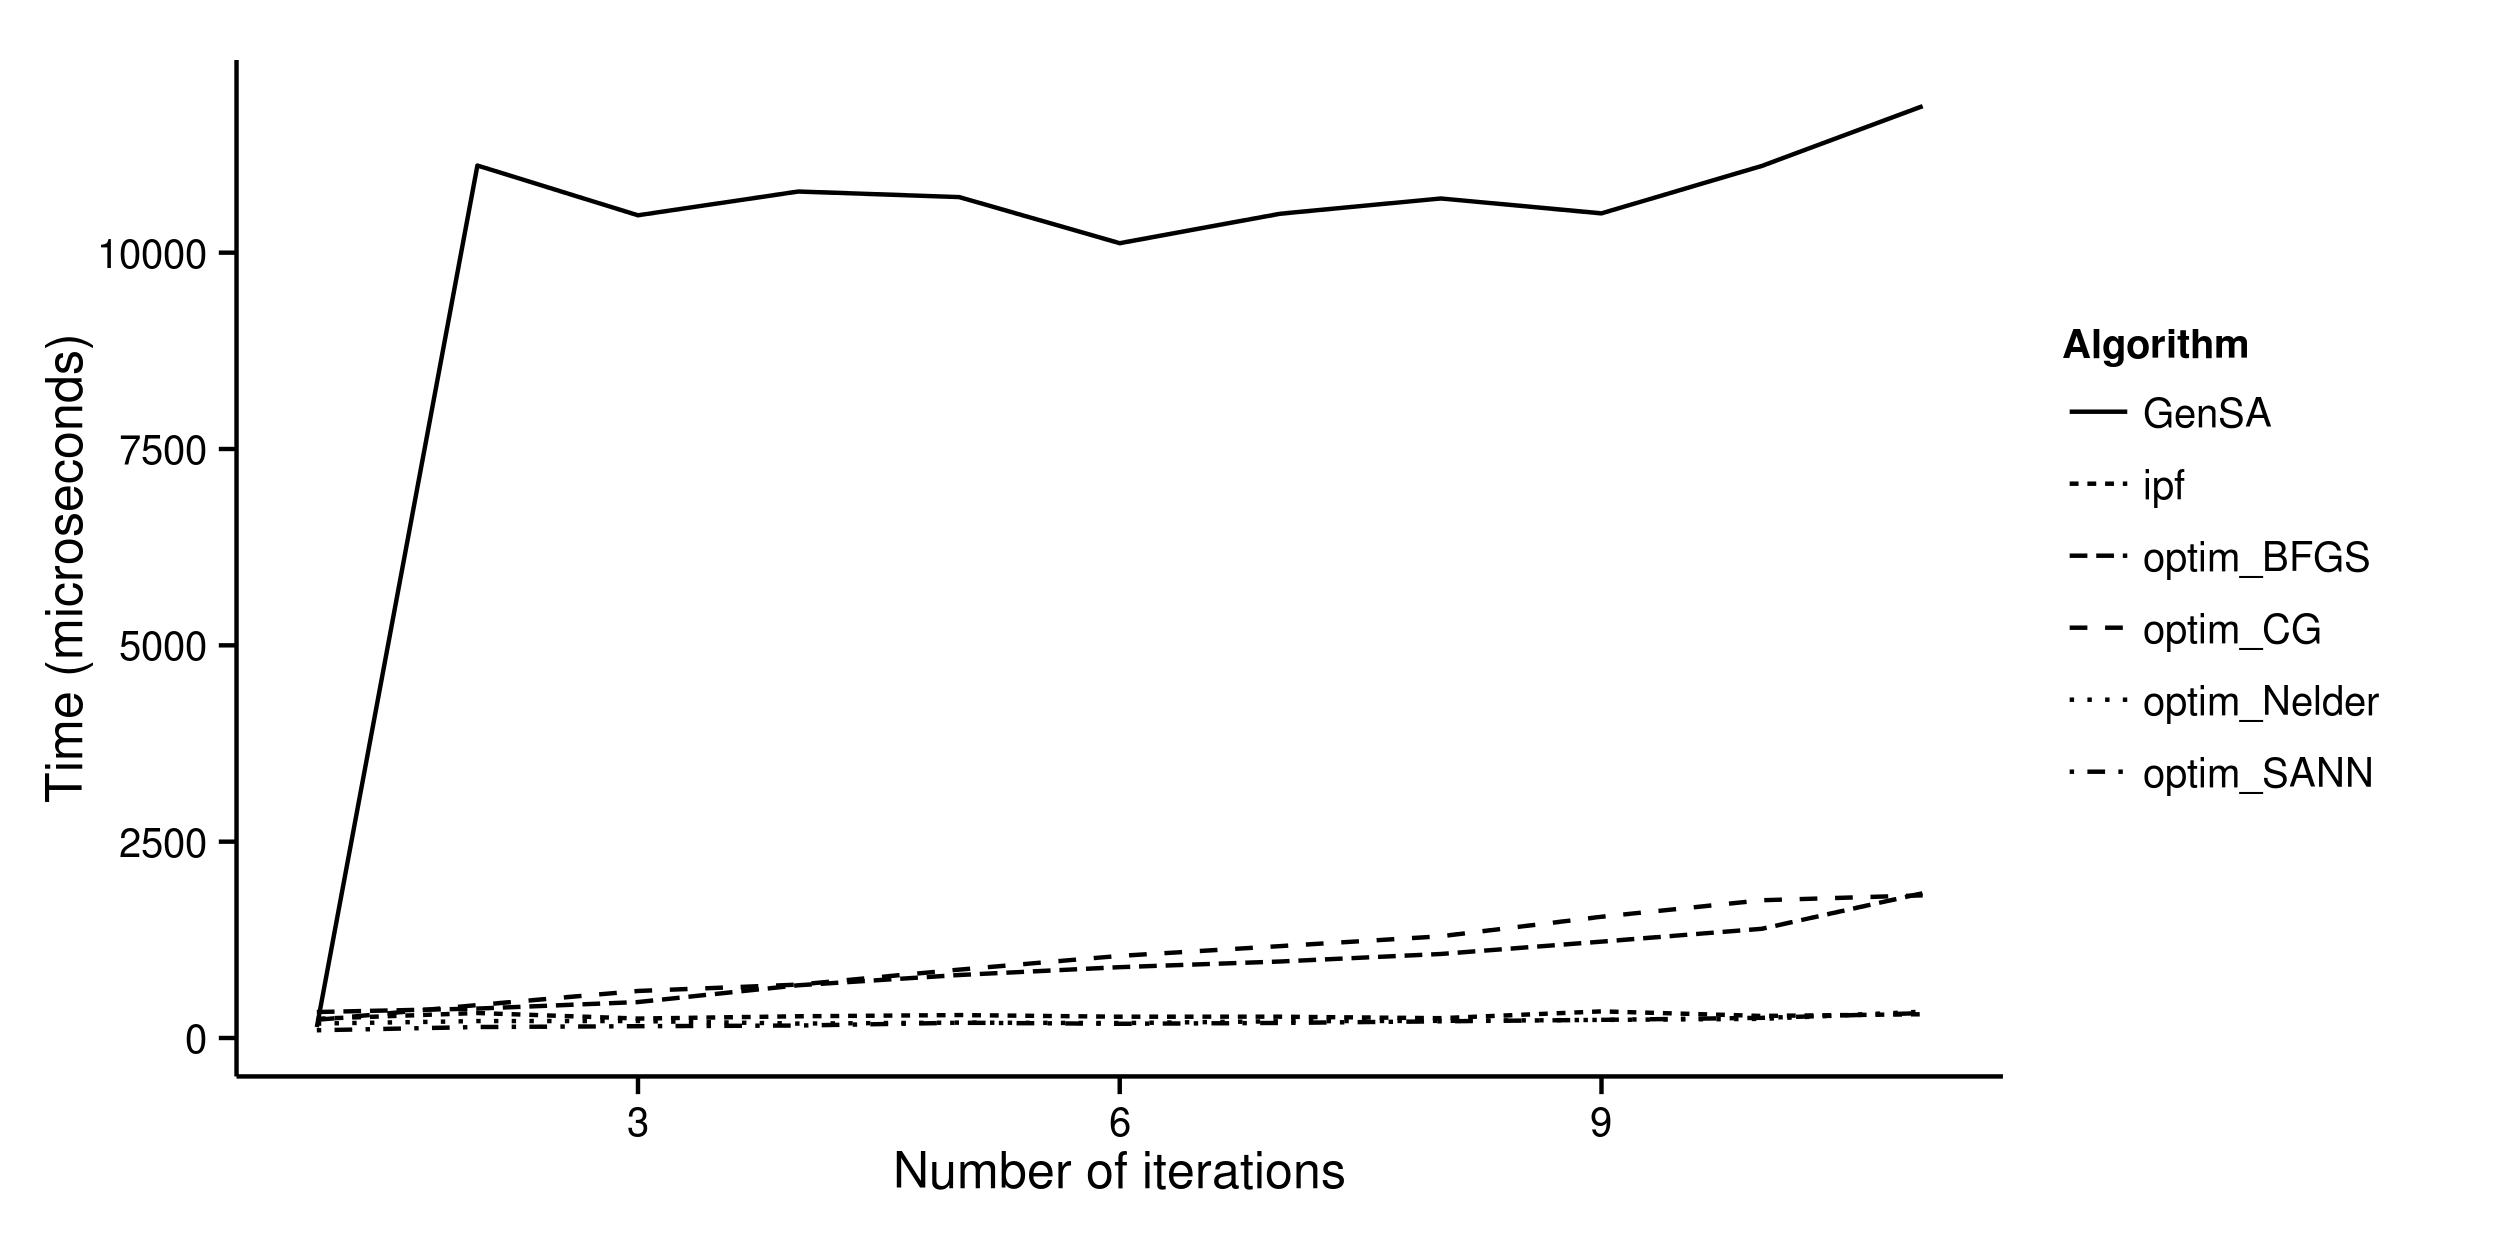 Time (microseconds)
10000
7500
5000
2500
0
3 6 9
Number of iterations
Algorithm
GenSA
ipf
optim_BFGS
optim_CG
optim_Nelder
optim_SANN